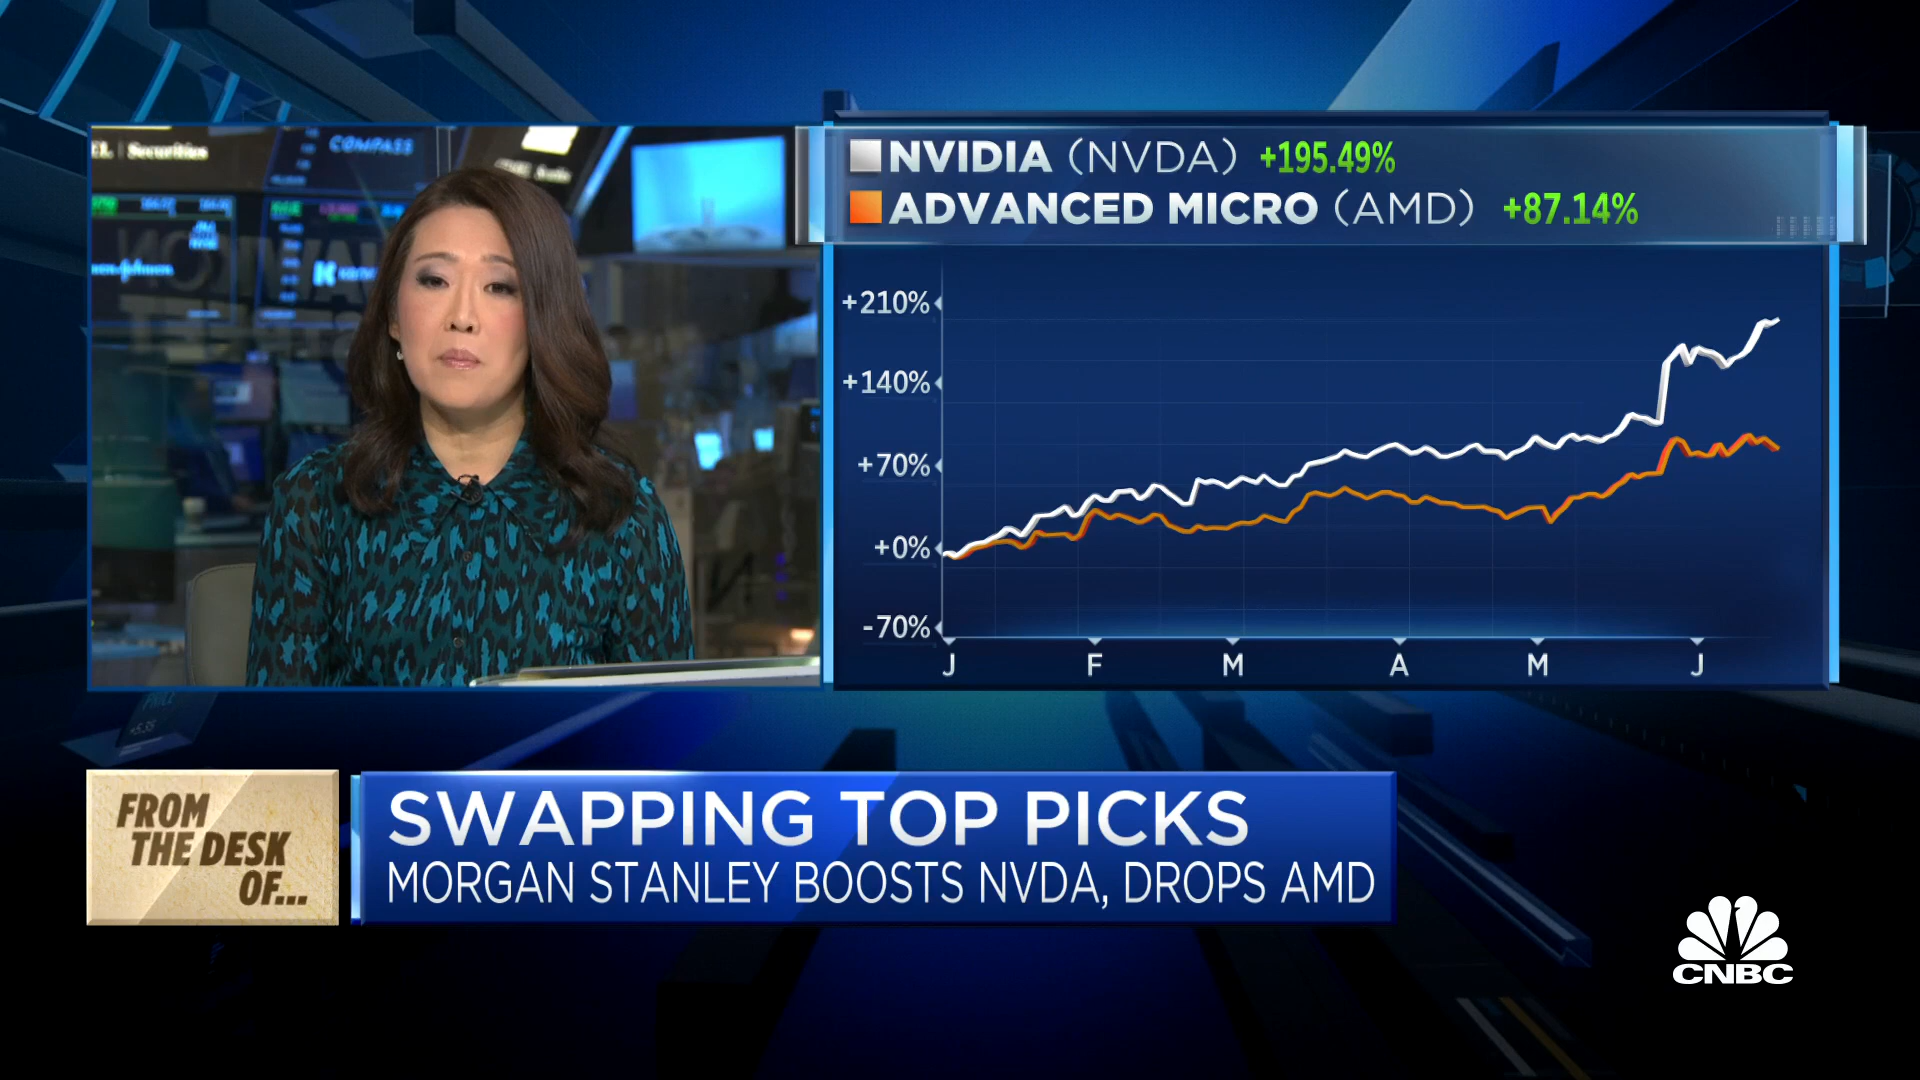 Securities
COMPASS
NVIDIA (NVDA) +195.49%
ADVANCED MICRO (AMD) +87.14%
+210%
+140%
+70%
+0%
-70%
J F M A M J
FROM
THE DESK
OF...
SWAPPING TOP PICKS
MORGAN STANLEY BOOSTS NVDA, DROPS AMD
CNBC